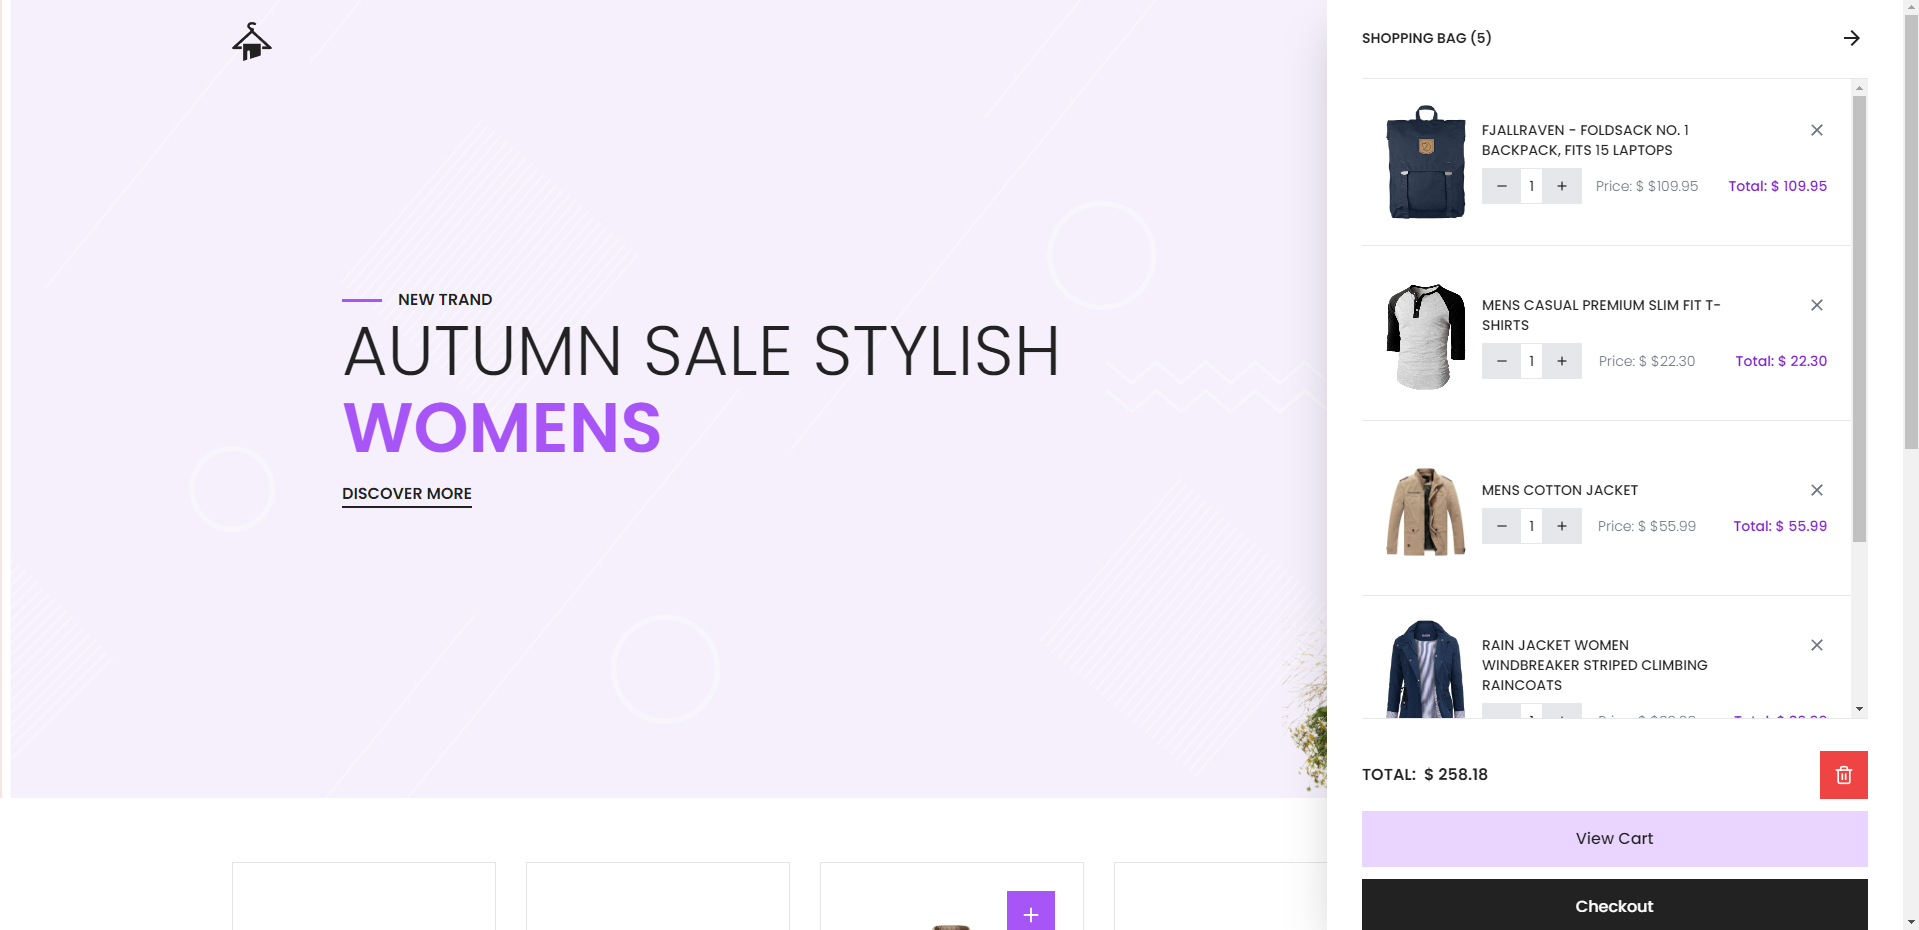 SHOPPING BAG (5)
FJALLRAVEN - FOLDSACK NO. 1
BACKPACK, FITS 15 LAPTOPS
− 1 + Price: $ $109.95 Total: $ 109.95
MENS CASUAL PREMIUM SLIM FIT T-
SHIRTS
− 1 + Price: $ $22.30 Total: $ 22.30
MENS COTTON JACKET
− 1 + Price: $ $55.99 Total: $ 55.99
RAIN JACKET WOMEN
WINDBREAKER STRIPED CLIMBING
RAINCOATS
TOTAL: $ 258.18
View Cart
Checkout
NEW TRAND
AUTUMN SALE STYLISH
WOMENS
DISCOVER MORE